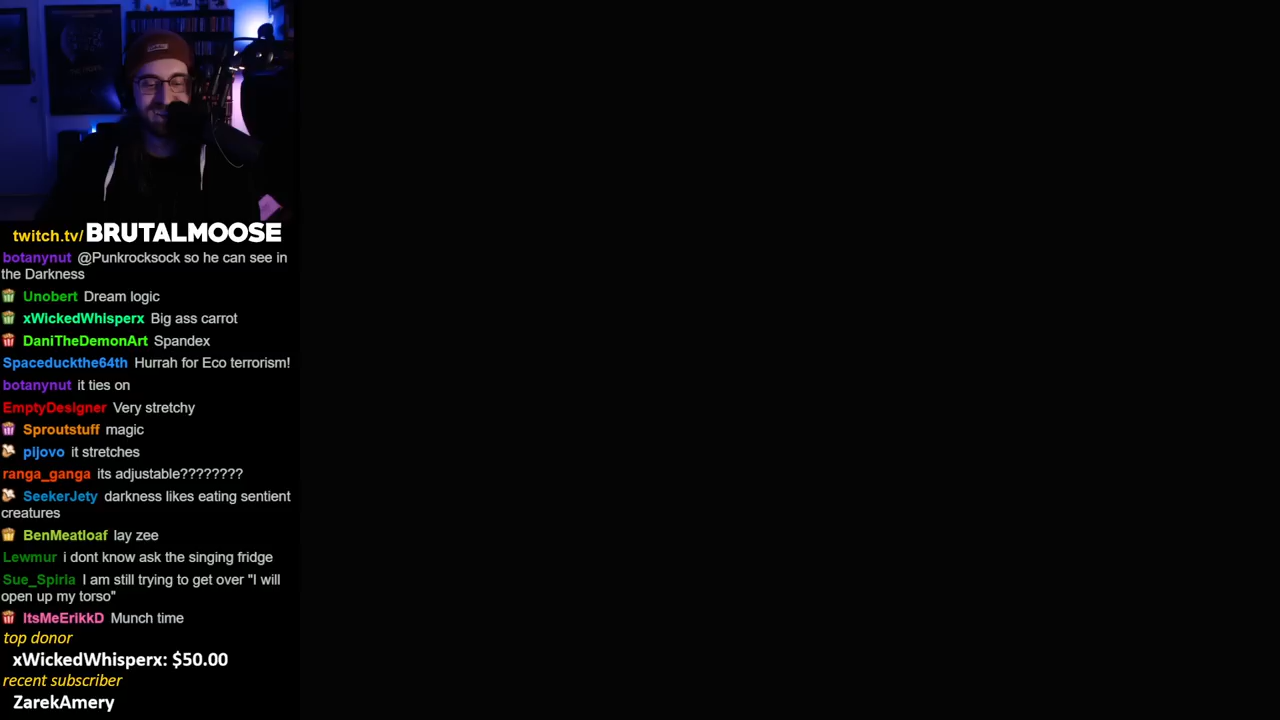 twitch.tv/BRUTALMOOSE
botanynut @Punkrocksock so he can see in
the Darkness
Unobert Dream logic
xWickedWhisperx Big ass carrot
DaniTheDemonArt Spandex
Spaceduckthe64th Hurrah for Eco terrorism!
botanynut it ties on
EmptyDesigner Very stretchy
Sproutstuff magic
pijovo it stretches
ranga_ganga its adjustable????????
SeekerJety darkness likes eating sentient
creatures
BenMeatloaf lay zee
Lewmur i dont know ask the singing fridge
Sue_Spiria I am still trying to get over "I will
open up my torso"
ItsMeErikkD Munch time
top donor
xWickedWhisperx: $50.00
recent subscriber
ZarekAmery